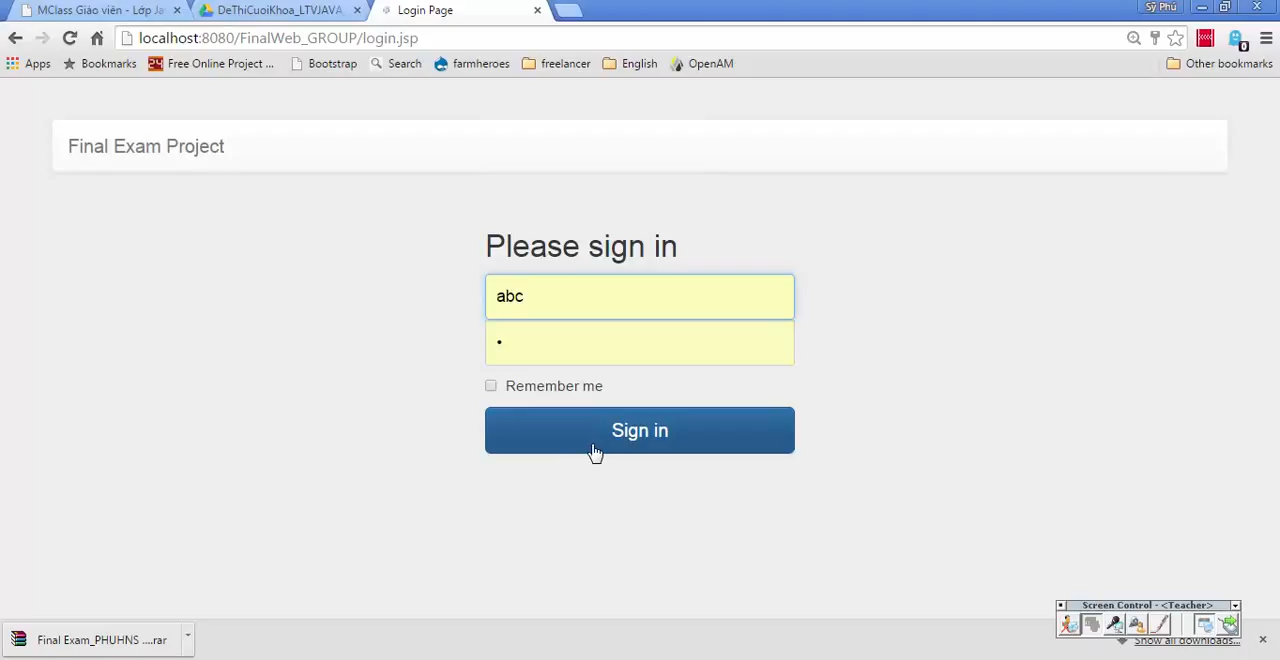 MClass Giáo viên - Lớp Ja
DeThiCuoiKhoa_LTVJAVA
Login Page
Sỹ Phú
localhost:8080/FinalWeb_GROUP/login.jsp
0
Apps
Bookmarks
Free Online Project ...
Bootstrap
Search
farmheroes
freelancer
English
OpenAM
Other bookmarks
Final Exam Project
Please sign in
abc
•
Remember me
Sign in
Screen Control - <Teacher>
Final Exam_PHUHNS ....rar
Show all downloads...